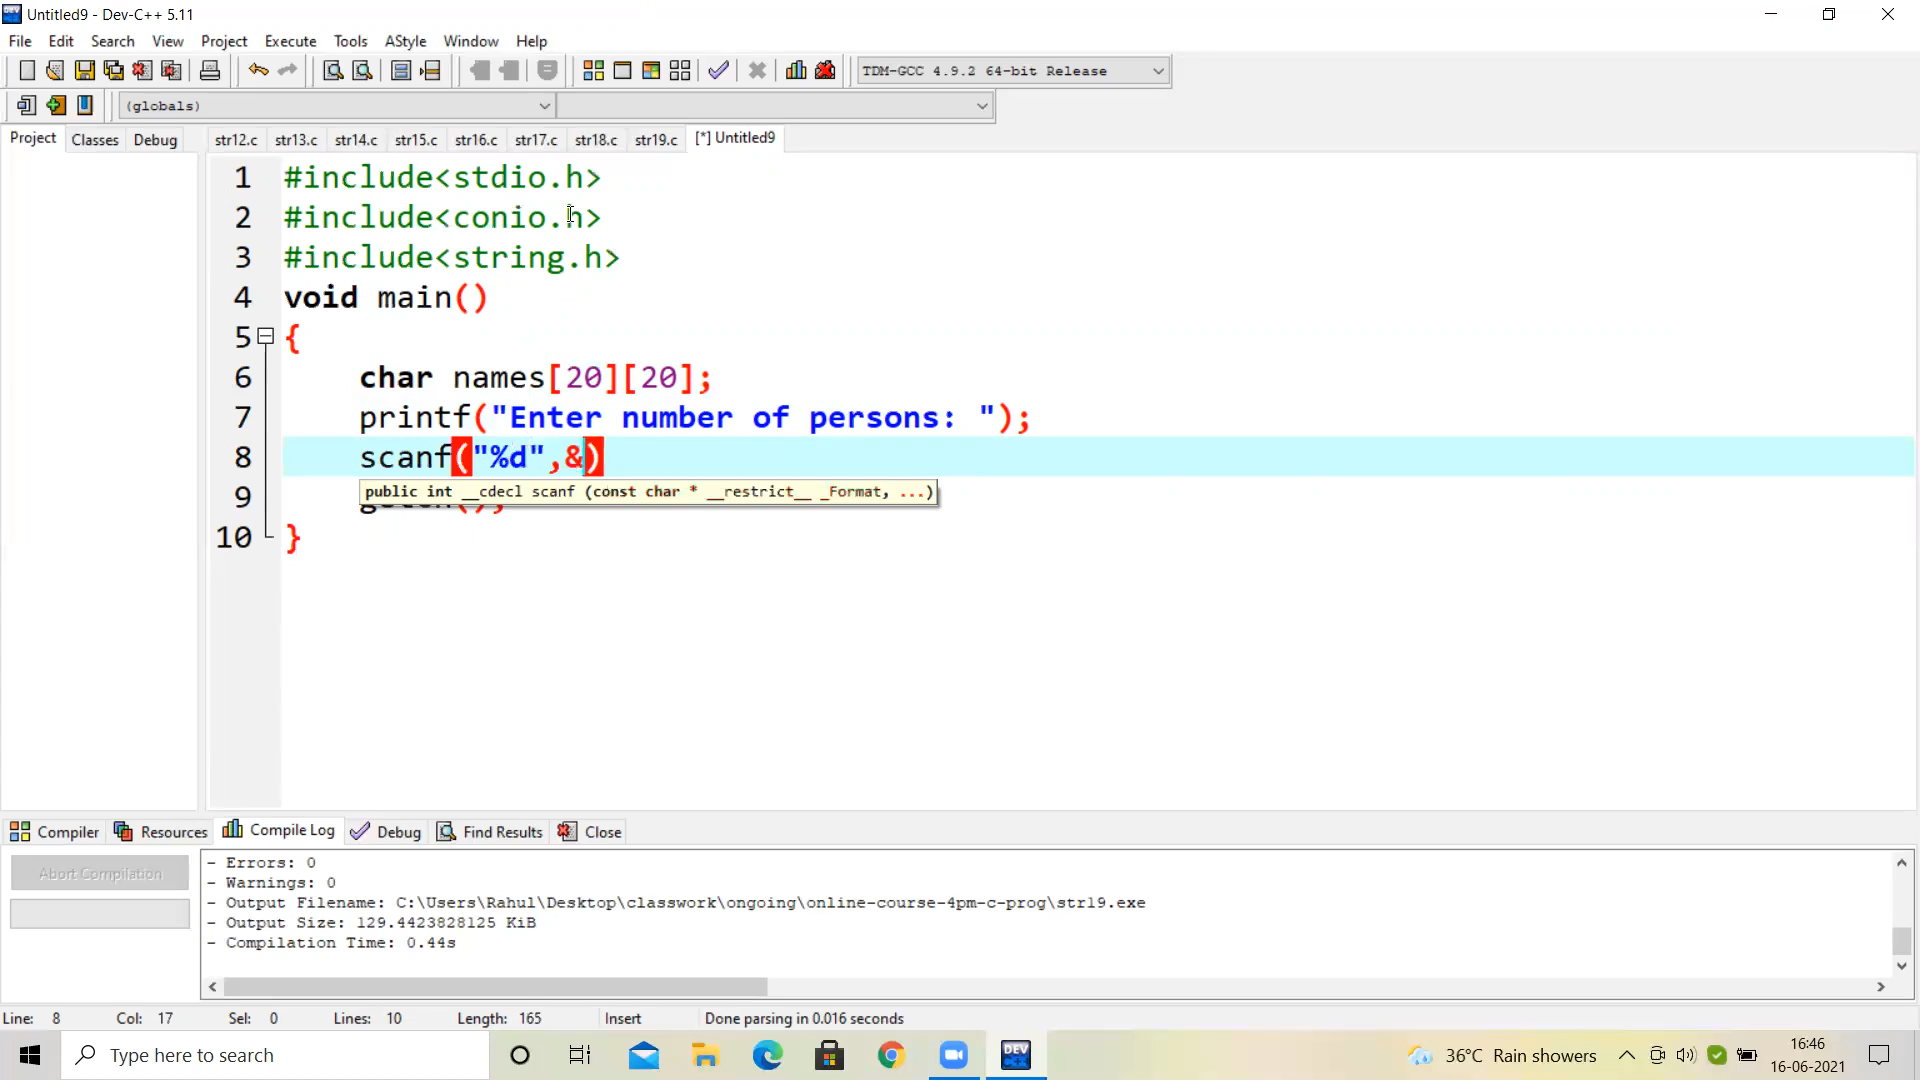 Untitled9 - Dev-C++ 5.11
File Edit Search View Project Execute Tools AStyle Window Help
TDM-GCC 4.9.2 64-bit Release
(globals)
Project Classes Debug str12.c str13.c str14.c str15.c str16.c str17.c str18.c str19.c [*] Untitled9
1 #include<stdio.h>
2 #include<conio.h>
3 #include<string.h>
4 void main()
5 {
6 char names[20][20];
7 printf("Enter number of persons: ");
8 scanf("%d",&)
public int __cdecl scanf (const char * __restrict__ _Format, ...)
9
10 }
Compiler Resources Compile Log Debug Find Results Close
Abort Compilation
- Errors: 0
- Warnings: 0
- Output Filename: C:\Users\Rahul\Desktop\classwork\ongoing\online-course-4pm-c-prog\str19.exe
- Output Size: 129.4423828125 KiB
- Compilation Time: 0.44s
Line: 8 Col: 17 Sel: 0 Lines: 10 Length: 165 Insert Done parsing in 0.016 seconds
Type here to search
DEV
36°C Rain showers
16:46
16-06-2021